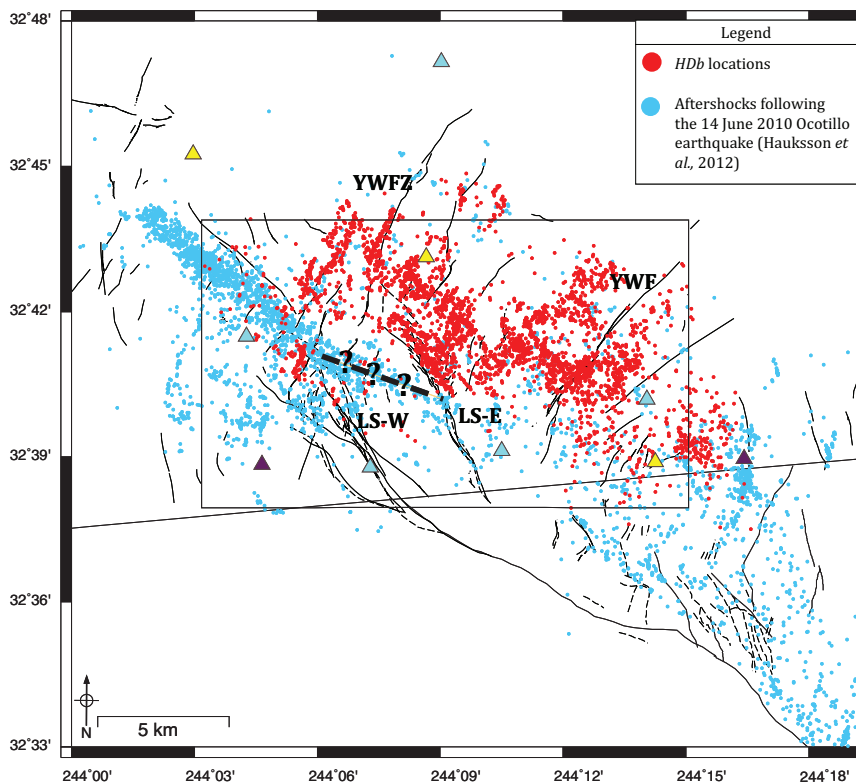 32°48'
Legend
HDb locations
Aftershocks following
the 14 June 2010 Ocotillo
earthquake (Hauksson et
al., 2012)
32°45'
YWFZ
YWF
32°42'
? ? ?
LS-W
LS-E
32°39'
32°36'
N
5 km
32°33'
244°00'
244°03'
244°06'
244°09'
244°12'
244°15'
244°18'